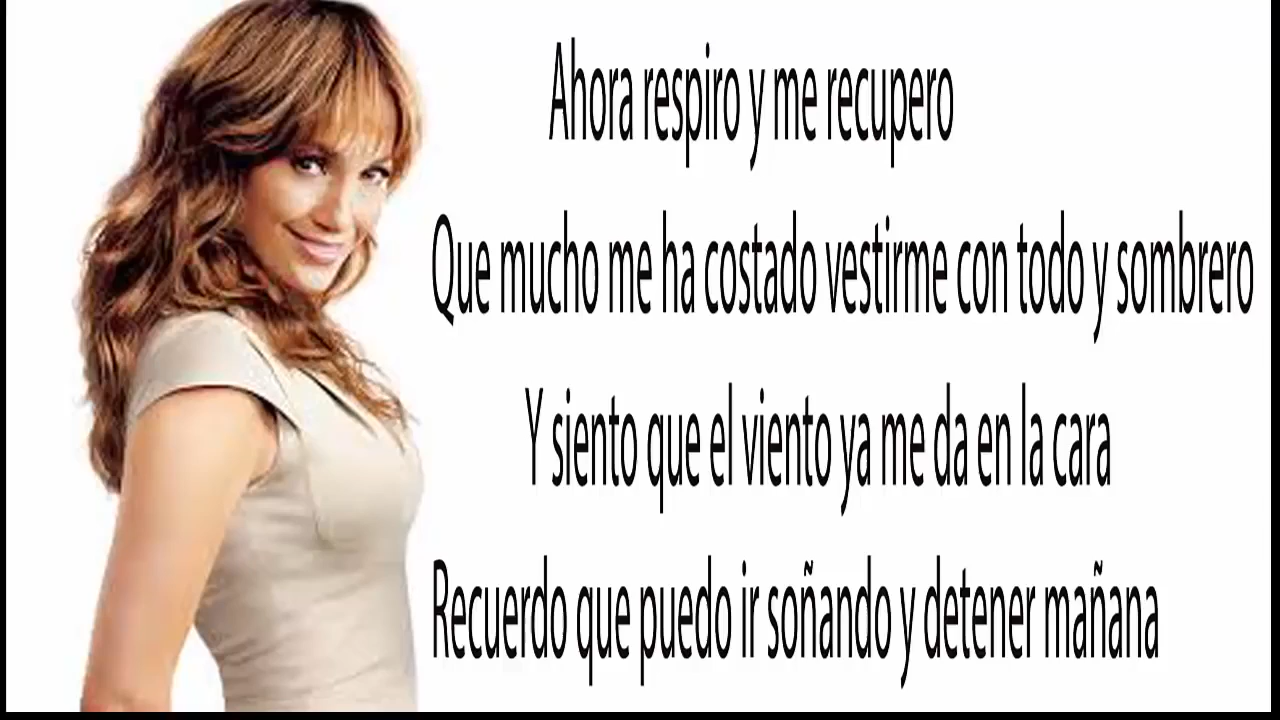 Ahora respiro y me recupero
Que mucho me ha costado vestirme con todo y sombrero
Y siento que el viento ya me da en la cara
Recuerdo que puedo ir soñando y detener mañana